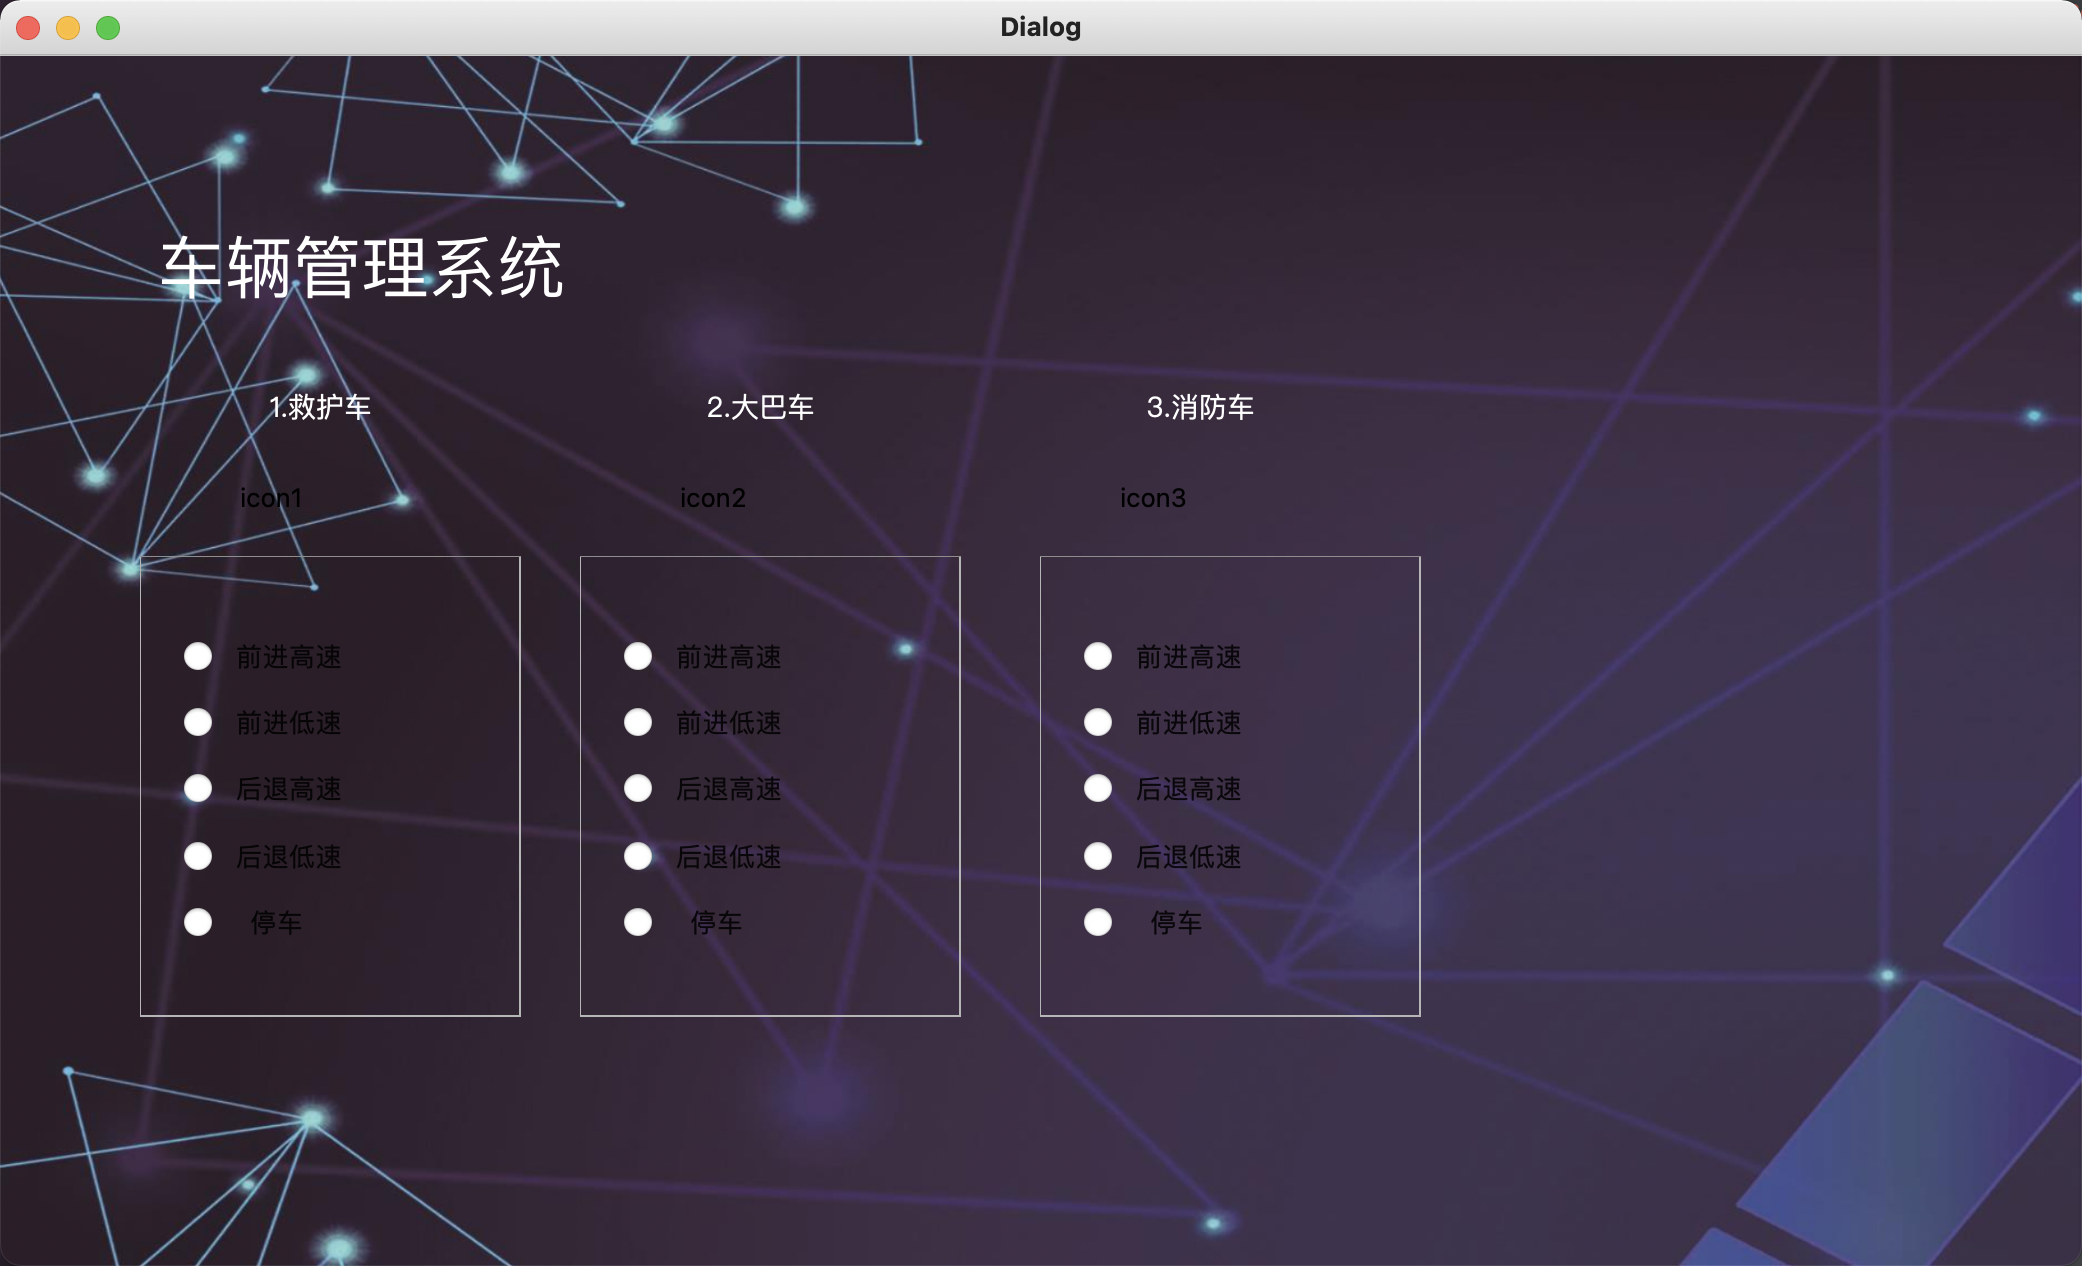 Dialog
车辆管理系统
1.救护车
2.大巴车
3.消防车
icon1
icon2
icon3
前进高速
前进低速
后退高速
后退低速
停车
前进高速
前进低速
后退高速
后退低速
停车
前进高速
前进低速
后退高速
后退低速
停车